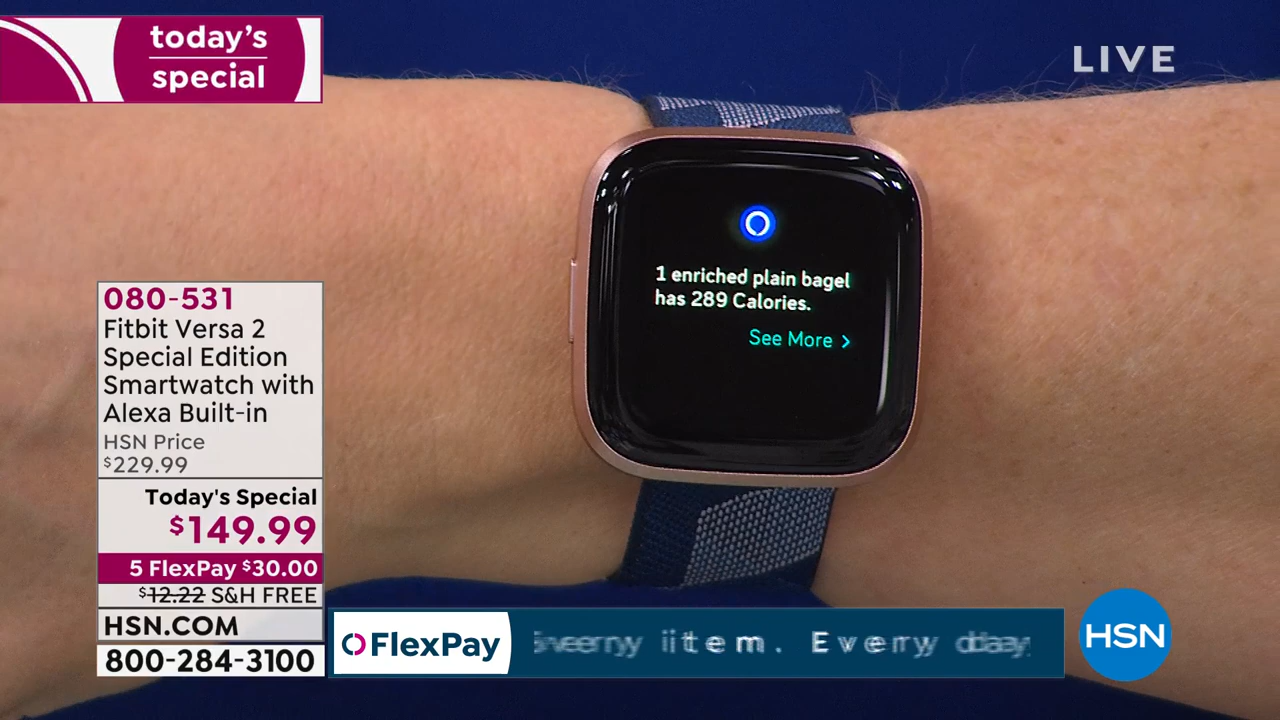 today's
special
LIVE
1 enriched plain bagel
has 289 Calories.
See More >
080-531
Fitbit Versa 2
Special Edition
Smartwatch with
Alexa Built-in
HSN Price
$229.99
Today's Special
$149.99
5 FlexPay $30.00
$12.22 S&H FREE
HSN.COM
800-284-3100
FlexPay
item. Every
HSN